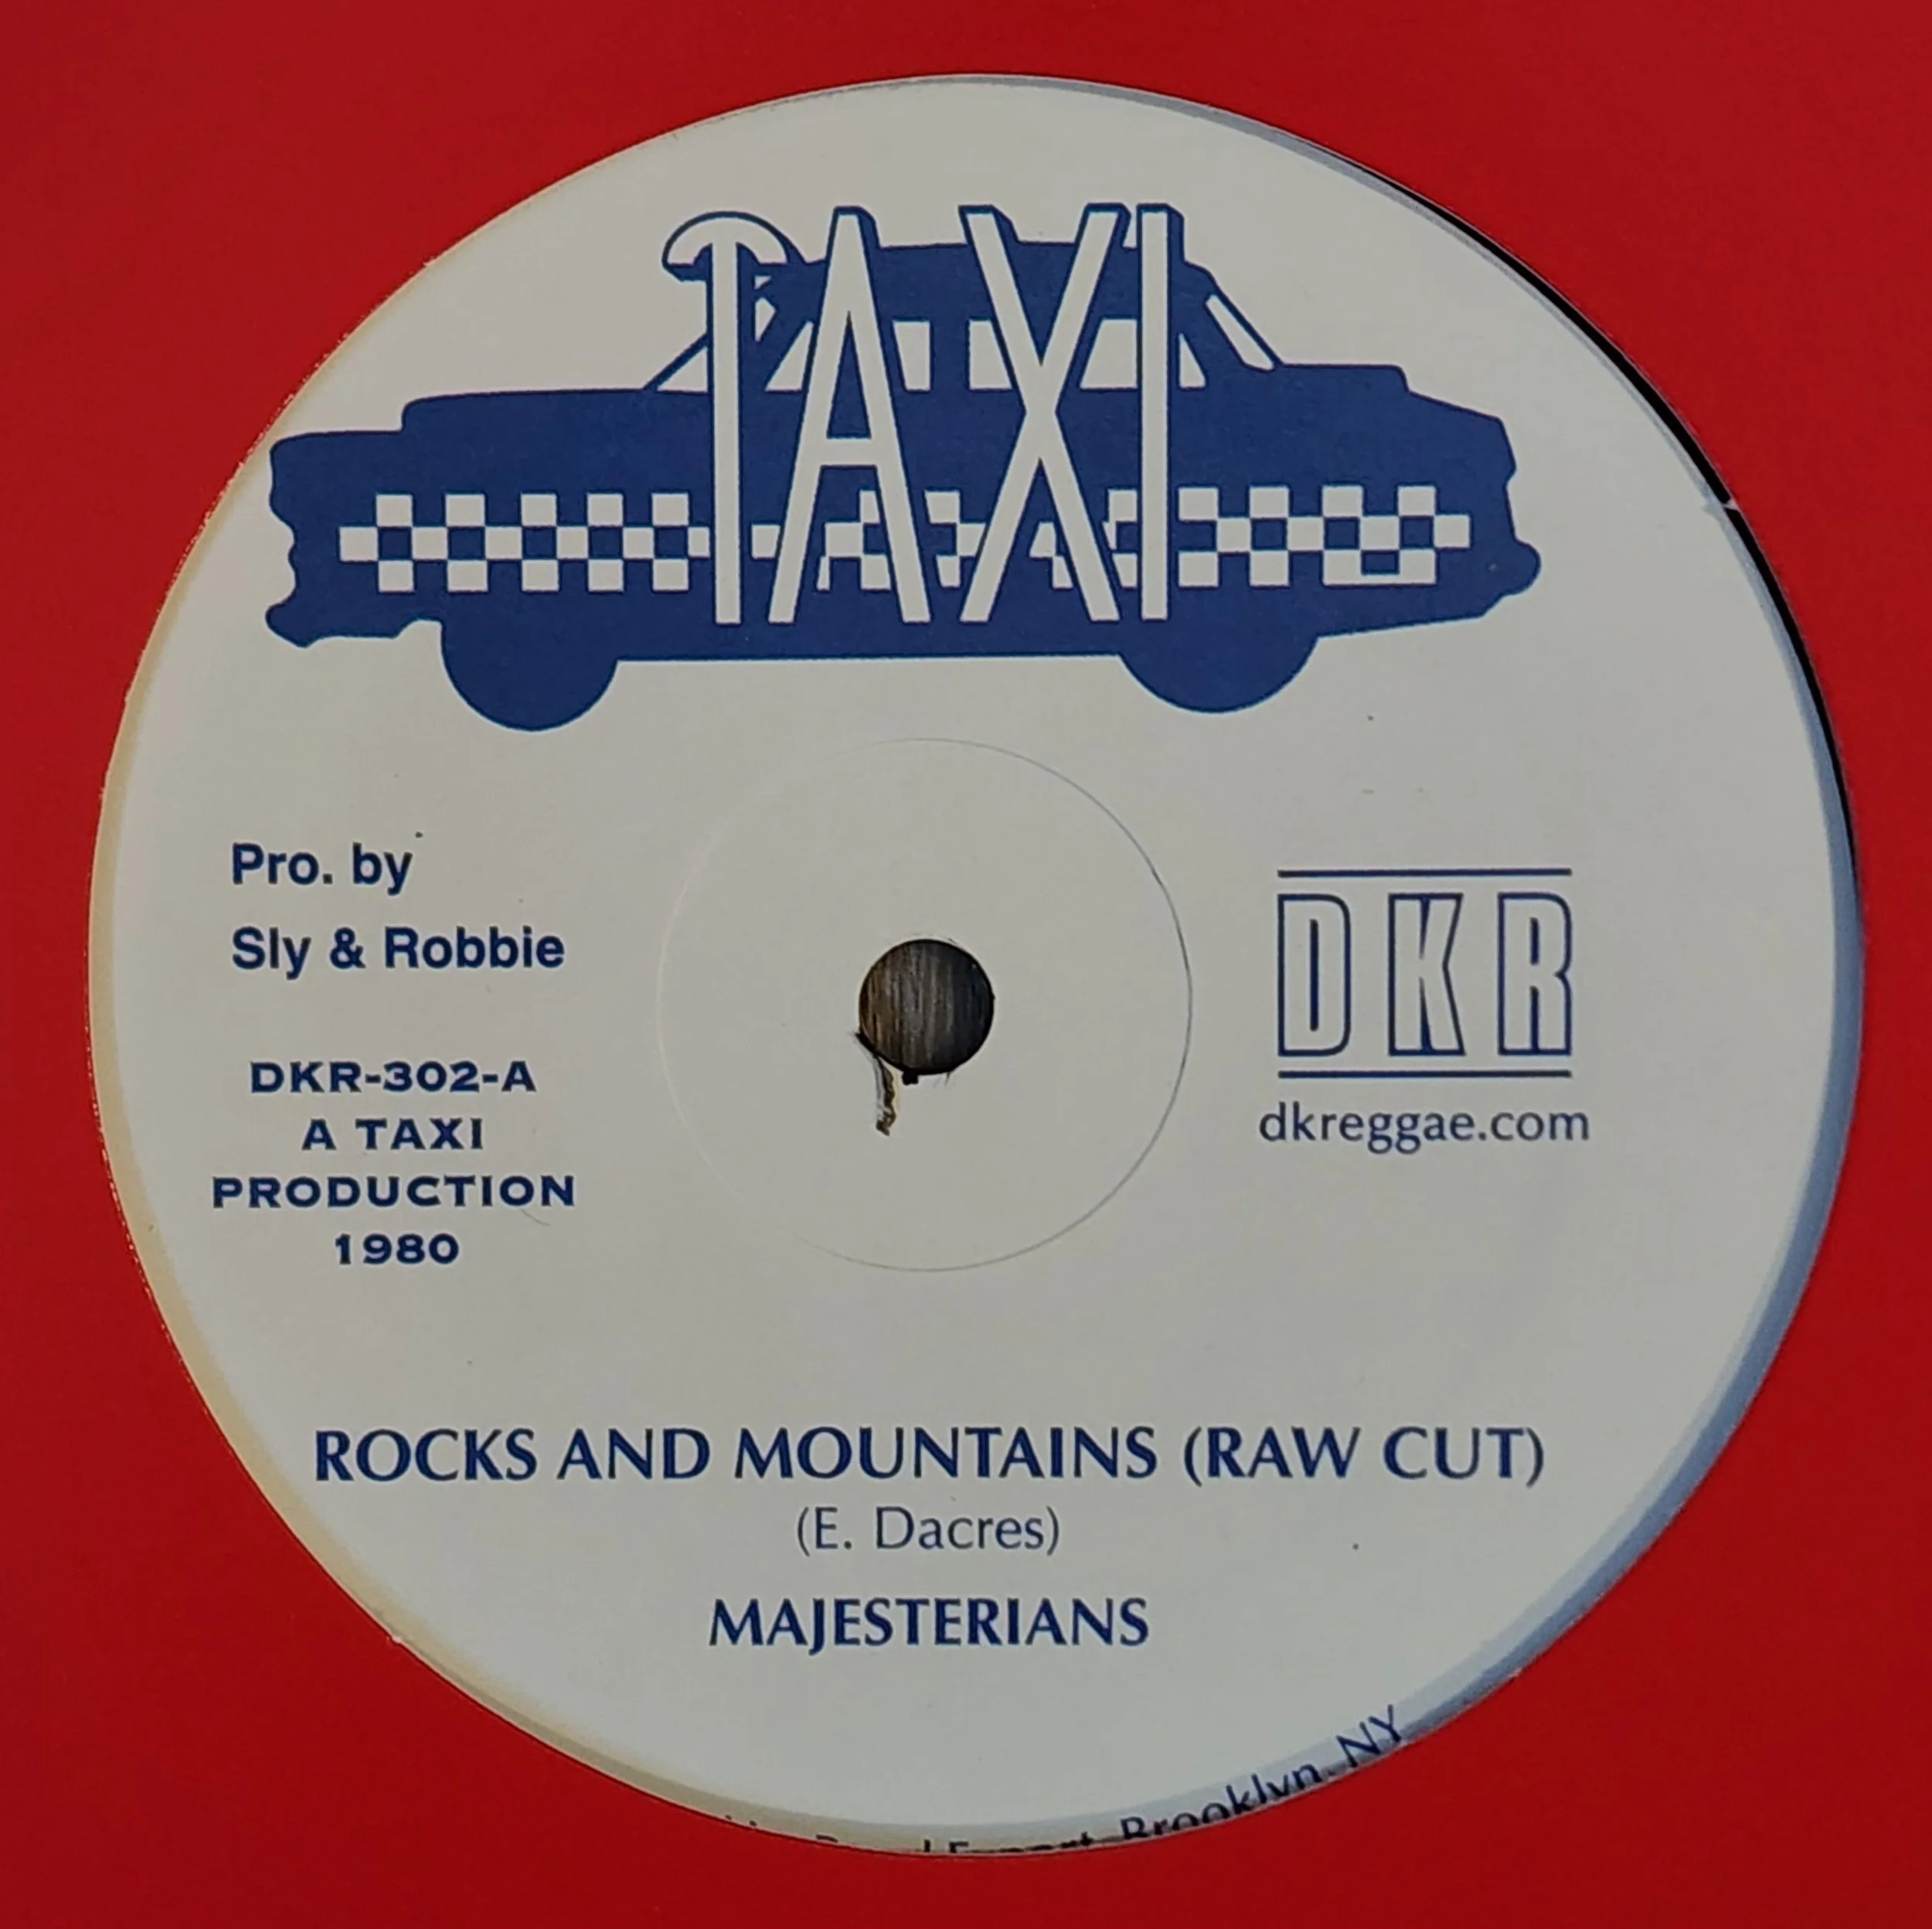 TAXI
Pro. by
Sly & Robbie
DKR-302-A
A TAXI
PRODUCTION
1980
DKR
dkreggae.com
ROCKS AND MOUNTAINS (RAW CUT)
(E. Dacres)
MAJESTERIANS
Export, Brooklyn, NY